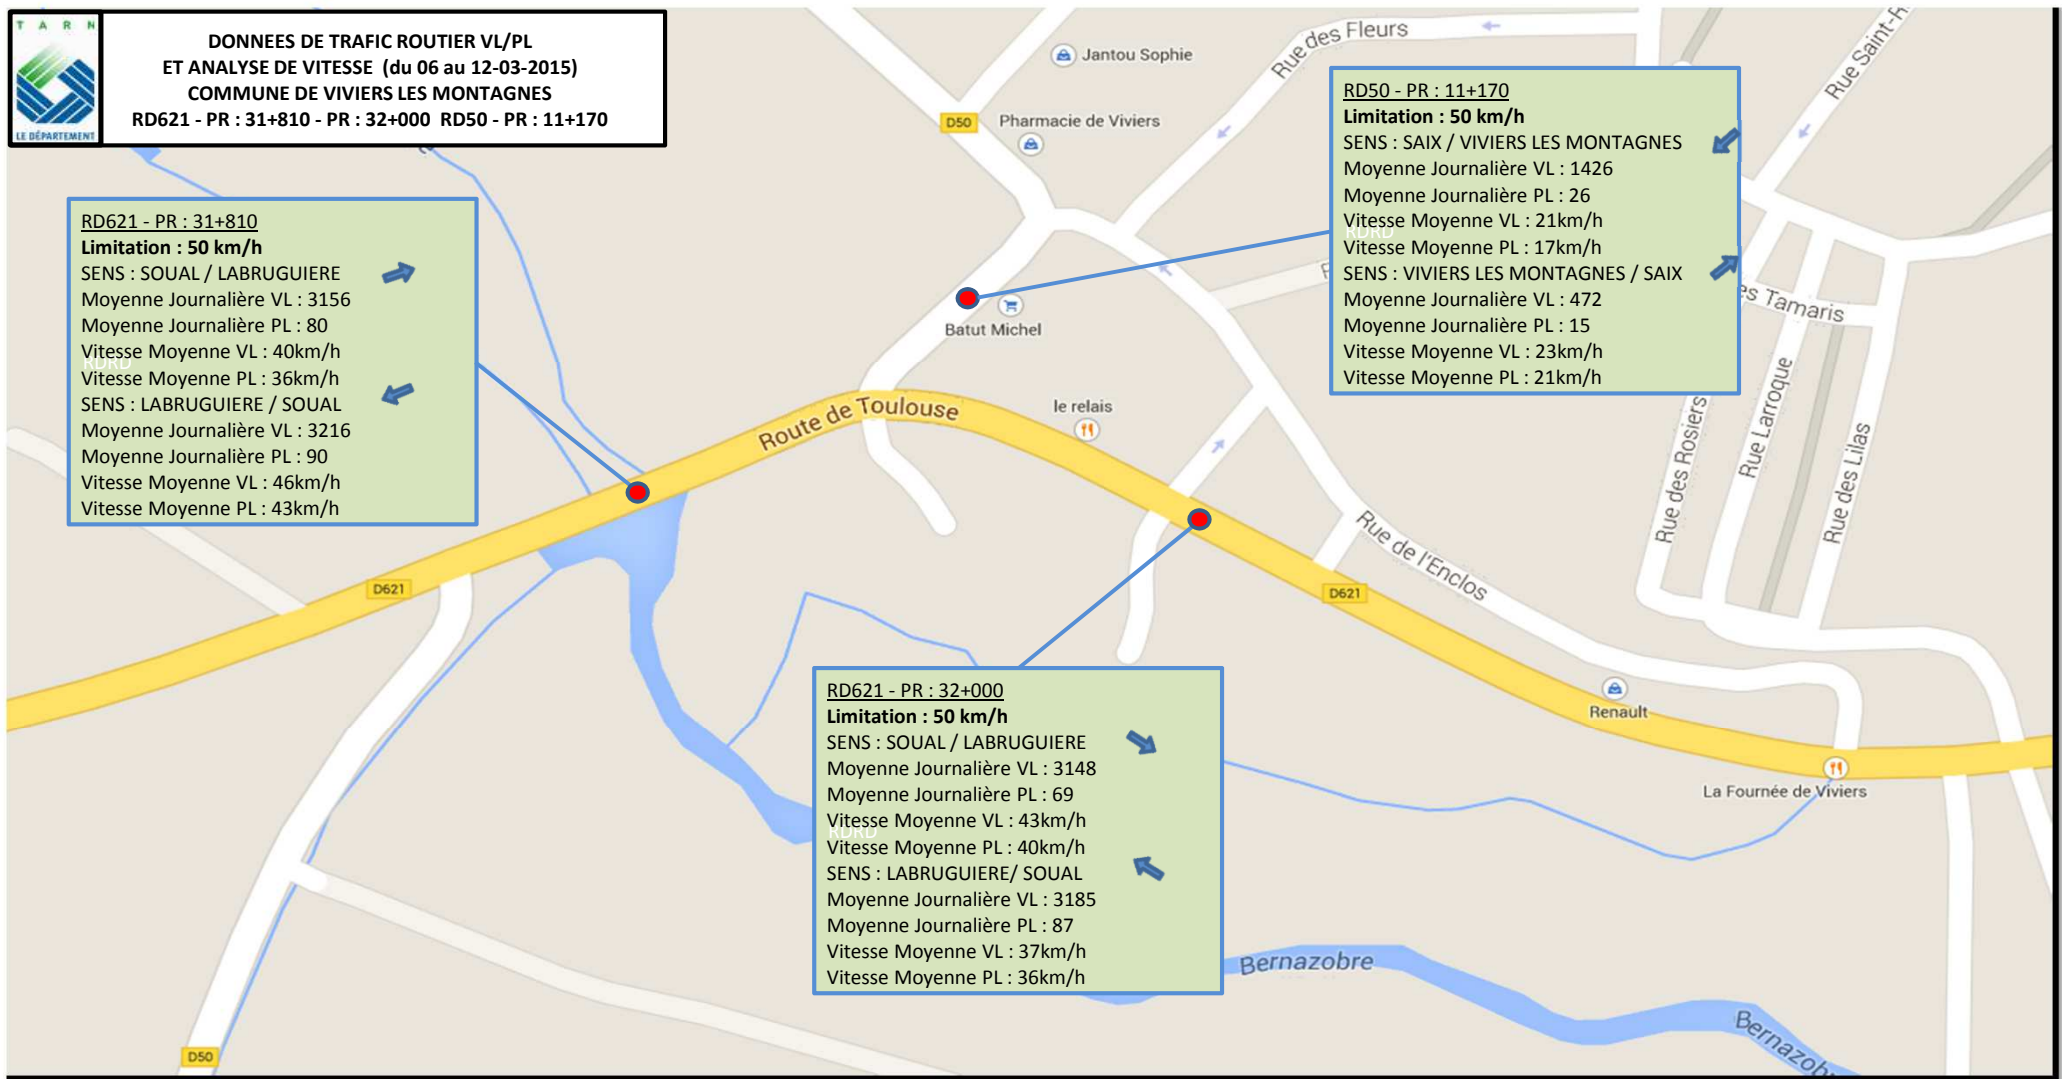 T A R N
LE DÉPARTEMENT
DONNEES DE TRAFIC ROUTIER VL/PL
ET ANALYSE DE VITESSE (du 06 au 12-03-2015)
COMMUNE DE VIVIERS LES MONTAGNES
RD621 - PR : 31+810 - PR : 32+000 RD50 - PR : 11+170
Jantou Sophie
Rue des Fleurs
Rue Saint-R
D50
Pharmacie de Viviers
RD50 - PR : 11+170
Limitation : 50 km/h
SENS : SAIX / VIVIERS LES MONTAGNES
Moyenne Journalière VL : 1426
Moyenne Journalière PL : 26
Vitesse Moyenne VL : 21km/h
RDRD
Vitesse Moyenne PL : 17km/h
SENS : VIVIERS LES MONTAGNES / SAIX
Moyenne Journalière VL : 472
Moyenne Journalière PL : 15
Vitesse Moyenne VL : 23km/h
Vitesse Moyenne PL : 21km/h
RD621 - PR : 31+810
Limitation : 50 km/h
SENS : SOUAL / LABRUGUIERE
Moyenne Journalière VL : 3156
Moyenne Journalière PL : 80
Vitesse Moyenne VL : 40km/h
RDRD
Vitesse Moyenne PL : 36km/h
SENS : LABRUGUIERE / SOUAL
Moyenne Journalière VL : 3216
Moyenne Journalière PL : 90
Vitesse Moyenne VL : 46km/h
Vitesse Moyenne PL : 43km/h
Batut Michel
es Tamaris
Route de Toulouse
le relais
Rue des Rosiers
Rue Larroque
Rue des Lilas
Rue de l'Enclos
D621
D621
RD621 - PR : 32+000
Limitation : 50 km/h
SENS : SOUAL / LABRUGUIERE
Moyenne Journalière VL : 3148
Moyenne Journalière PL : 69
Vitesse Moyenne VL : 43km/h
RDRD
Vitesse Moyenne PL : 40km/h
SENS : LABRUGUIERE/ SOUAL
Moyenne Journalière VL : 3185
Moyenne Journalière PL : 87
Vitesse Moyenne VL : 37km/h
Vitesse Moyenne PL : 36km/h
Renault
La Fournée de Viviers
Bernazobre
Bernazobr
D50